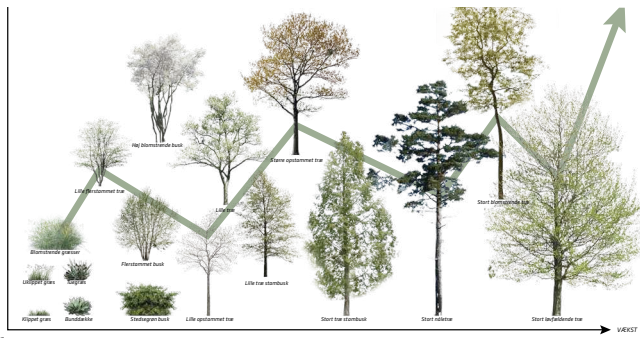 Høj blomstrende busk
Større opstammet træ
Lille flerstammet træ
Lille træ
Stort blomstrende træ
Blomstrende græsser
Flerstammet busk
Uklippet græs
Lille træ stambusk
Klippet græs
Bunddække
Stedsegrøn busk
Lille opstammet træ
Stort træ stambusk
Stort nåletræ
Stort løvfældende træ
VÆKST